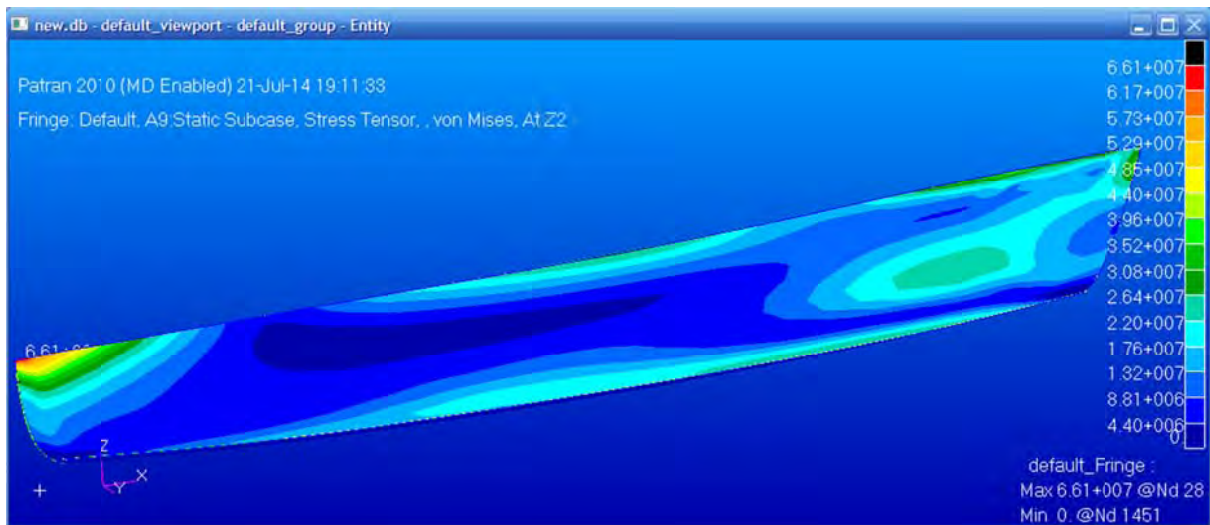 new.db - default_viewport - default_group - Entity
Patran 2010 (MD Enabled) 21-Jul-14 19:11:33
Fringe: Default, A9:Static Subcase, Stress Tensor, , von Mises, At Z2
6.61+007
6.17+007
5.73+007
5.29+007
4.85+007
4.40+007
3.96+007
3.52+007
3.08+007
2.64+007
2.20+007
1.76+007
1.32+007
8.81+006
4.40+006
0.
Z
X
Y
default_Fringe :
Max 6.61+007 @Nd 28
Min 0. @Nd 1451